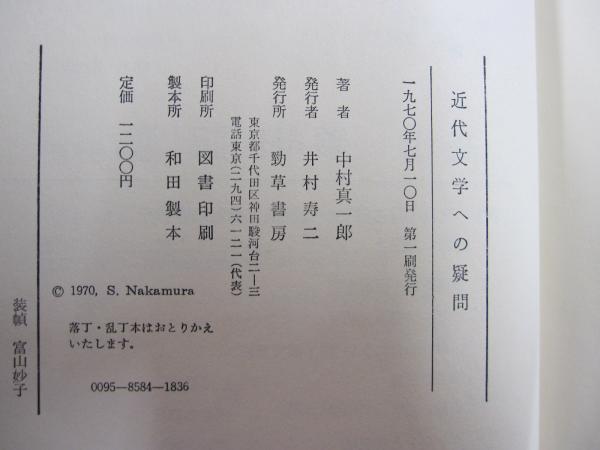 近代文学への疑問
一九七〇年七月一〇日 第一刷発行
著者 中村真一郎
発行者 井村寿二
発行所 勁草書房
東京都千代田区神田駿河台二―三
電話東京(二九四)六一二一(代表)
印刷所 図書印刷
製本所 和田製本
定価 一二〇〇円
© 1970, S. Nakamura
落丁・乱丁本はおとりかえ
いたします。
0095―8584―1836
装幀 富山妙子